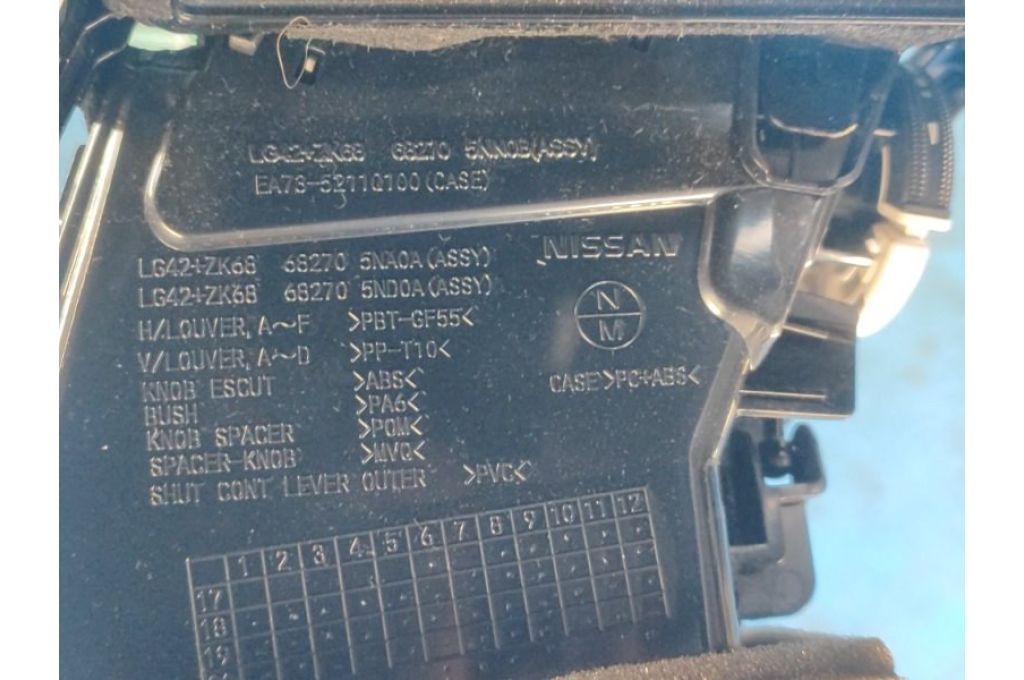 LG42+ZK68 68270 5NN0B(ASSY)
EA73-52110100(CASE)
NISSAN
LG42+ZK68 68270 5NA0A(ASSY)
LG42+ZK68 68270 5ND0A(ASSY)
H/LOUVER, A~F >PBT-GF55<
V/LOUVER, A~D >PP-T10<
KNOB ESCUT >ABS<
BUSH >PA6<
KNOB SPACER >POM<
SPACER-KNOB >MVQ<
SHUT CONT LEVER OUTER >PVC<
N
M
CASE >PC+ABS<
1 2 3 4 5 6 7 8 9 10 11 12
17
18
19